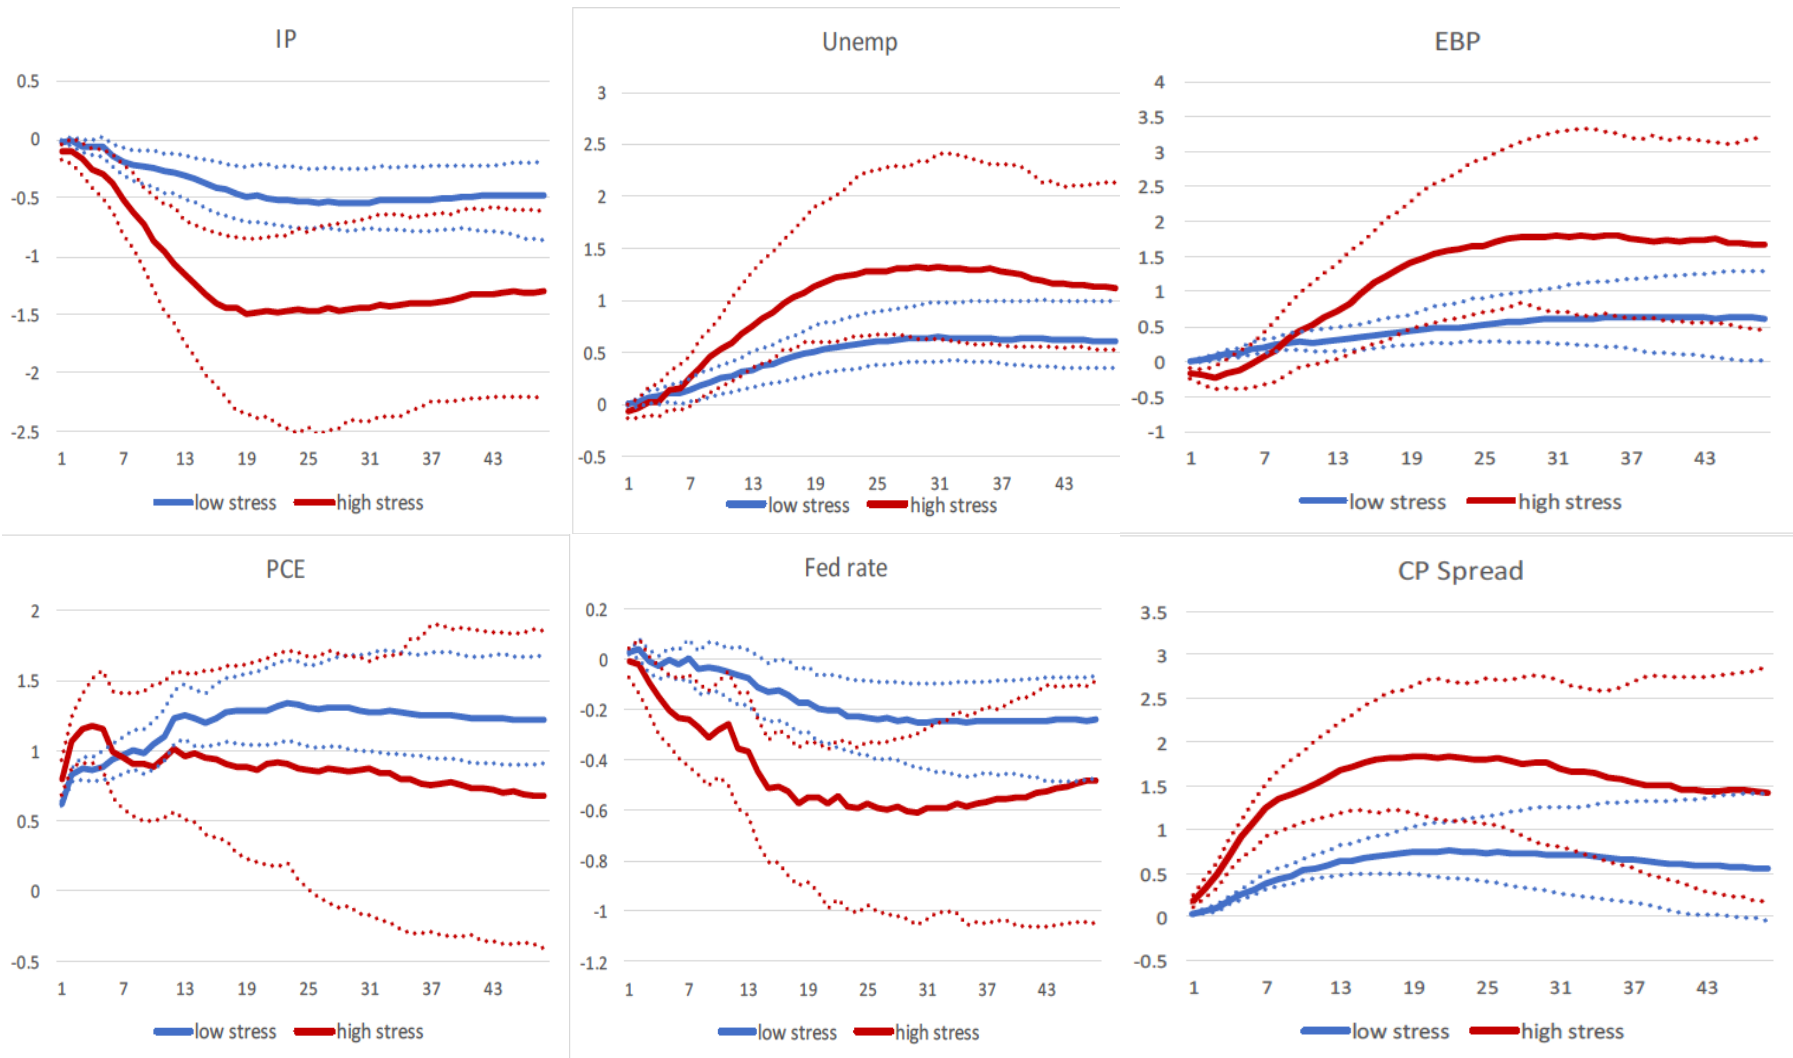 IP
0.5
0
-0.5
-1
-1.5
-2
-2.5
1 7 13 19 25 31 37 43
low stress high stress
Unemp
3
2.5
2
1.5
1
0.5
0
-0.5
1 7 13 19 25 31 37 43
low stress high stress
EBP
4
3.5
3
2.5
2
1.5
1
0.5
0
-0.5
-1
1 7 13 19 25 31 37 43
low stress high stress
PCE
2
1.5
1
0.5
0
-0.5
1 7 13 19 25 31 37 43
low stress high stress
Fed rate
0.2
0
-0.2
-0.4
-0.6
-0.8
-1
-1.2
1 7 13 19 25 31 37 43
low stress high stress
CP Spread
3.5
3
2.5
2
1.5
1
0.5
0
-0.5
1 7 13 19 25 31 37 43
low stress high stress